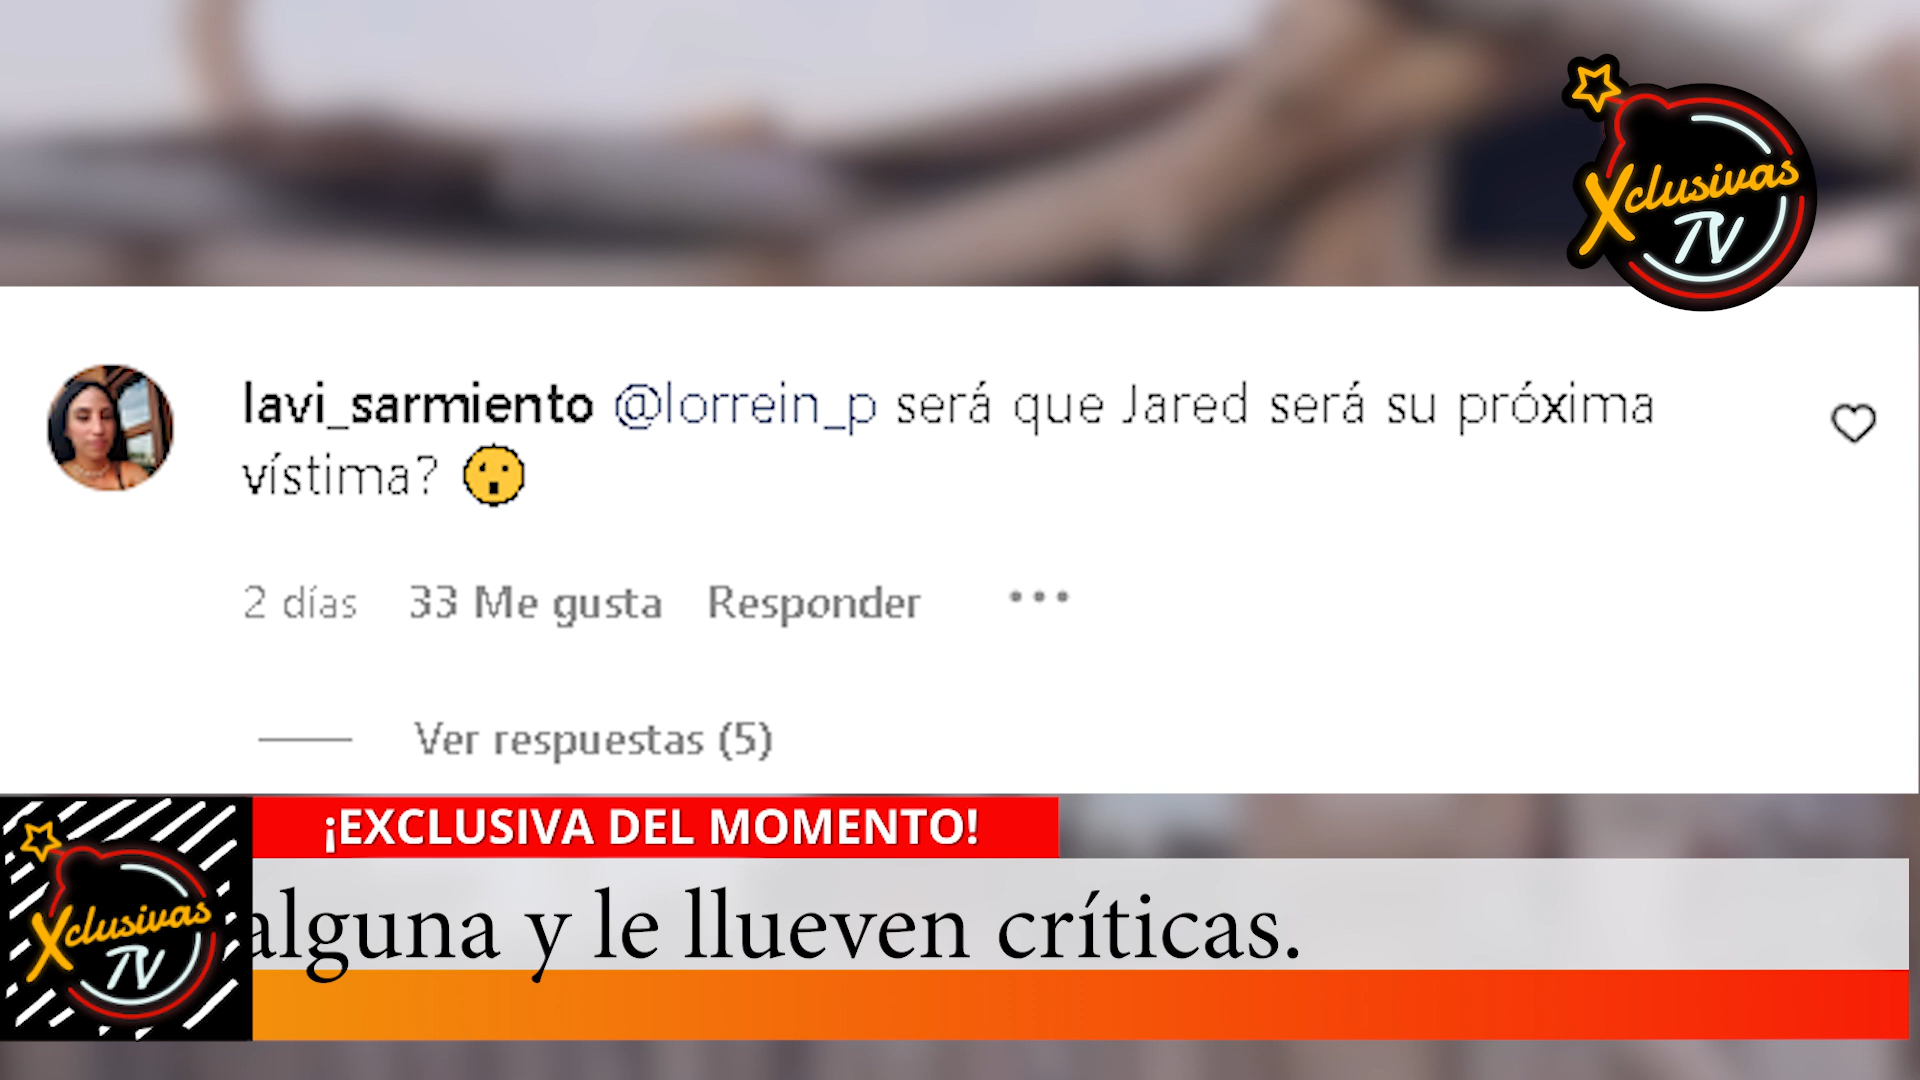 Xclusivas
TV
lavi_sarmiento @lorrein_p será que Jared será su próxima
vístima? 😯
2 días 33 Me gusta Responder ...
Ver respuestas (5)
¡EXCLUSIVA DEL MOMENTO!
Xclusivas
TV
alguna y le llueven críticas.